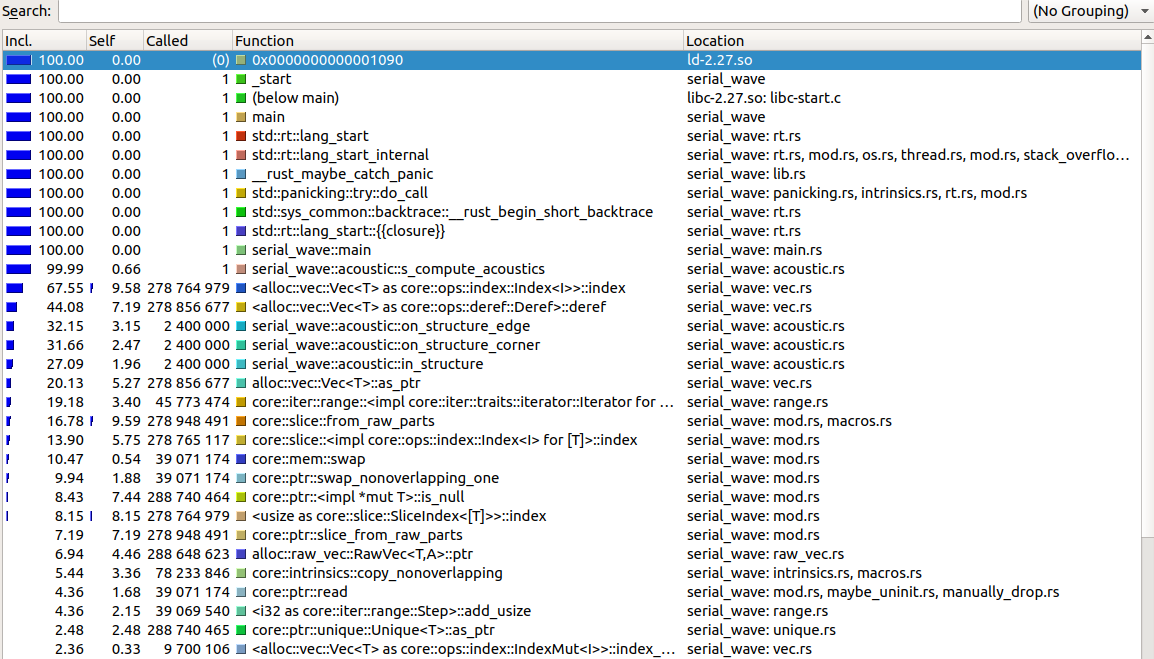 Search: (No Grouping)
Incl. Self Called Function Location
100.00 0.00 (0) 0x0000000000001090 ld-2.27.so
100.00 0.00 1 _start serial_wave
100.00 0.00 1 (below main) libc-2.27.so: libc-start.c
100.00 0.00 1 main serial_wave
100.00 0.00 1 std::rt::lang_start serial_wave: rt.rs
100.00 0.00 1 std::rt::lang_start_internal serial_wave: rt.rs, mod.rs, os.rs, thread.rs, mod.rs, stack_overflo...
100.00 0.00 1 __rust_maybe_catch_panic serial_wave: lib.rs
100.00 0.00 1 std::panicking::try::do_call serial_wave: panicking.rs, intrinsics.rs, rt.rs, mod.rs
100.00 0.00 1 std::sys_common::backtrace::__rust_begin_short_backtrace serial_wave: rt.rs
100.00 0.00 1 std::rt::lang_start::{{closure}} serial_wave: rt.rs
100.00 0.00 1 serial_wave::main serial_wave: main.rs
99.99 0.66 1 serial_wave::acoustic::s_compute_acoustics serial_wave: acoustic.rs
67.55 9.58 278 764 979 <alloc::vec::Vec<T> as core::ops::index::Index<I>>::index serial_wave: vec.rs
44.08 7.19 278 856 677 <alloc::vec::Vec<T> as core::ops::deref::Deref>::deref serial_wave: vec.rs
32.15 3.15 2 400 000 serial_wave::acoustic::on_structure_edge serial_wave: acoustic.rs
31.66 2.47 2 400 000 serial_wave::acoustic::on_structure_corner serial_wave: acoustic.rs
27.09 1.96 2 400 000 serial_wave::acoustic::in_structure serial_wave: acoustic.rs
20.13 5.27 278 856 677 alloc::vec::Vec<T>::as_ptr serial_wave: vec.rs
19.18 3.40 45 773 474 core::iter::range::<impl core::iter::traits::iterator::Iterator for ... serial_wave: range.rs
16.78 9.59 278 948 491 core::slice::from_raw_parts serial_wave: mod.rs, macros.rs
13.90 5.75 278 765 117 core::slice::<impl core::ops::index::Index<I> for [T]>::index serial_wave: mod.rs
10.47 0.54 39 071 174 core::mem::swap serial_wave: mod.rs
9.94 1.88 39 071 174 core::ptr::swap_nonoverlapping_one serial_wave: mod.rs
8.43 7.44 288 740 464 core::ptr::<impl *mut T>::is_null serial_wave: mod.rs
8.15 8.15 278 764 979 <usize as core::slice::SliceIndex<[T]>>::index serial_wave: mod.rs
7.19 7.19 278 948 491 core::ptr::slice_from_raw_parts serial_wave: mod.rs
6.94 4.46 288 648 623 alloc::raw_vec::RawVec<T,A>::ptr serial_wave: raw_vec.rs
5.44 3.36 78 233 846 core::intrinsics::copy_nonoverlapping serial_wave: intrinsics.rs, macros.rs
4.36 1.68 39 071 174 core::ptr::read serial_wave: mod.rs, maybe_uninit.rs, manually_drop.rs
4.36 2.15 39 069 540 <i32 as core::iter::range::Step>::add_usize serial_wave: range.rs
2.48 2.48 288 740 465 core::ptr::unique::Unique<T>::as_ptr serial_wave: unique.rs
2.36 0.33 9 700 106 <alloc::vec::Vec<T> as core::ops::index::IndexMut<I>>::index_... serial_wave: vec.rs